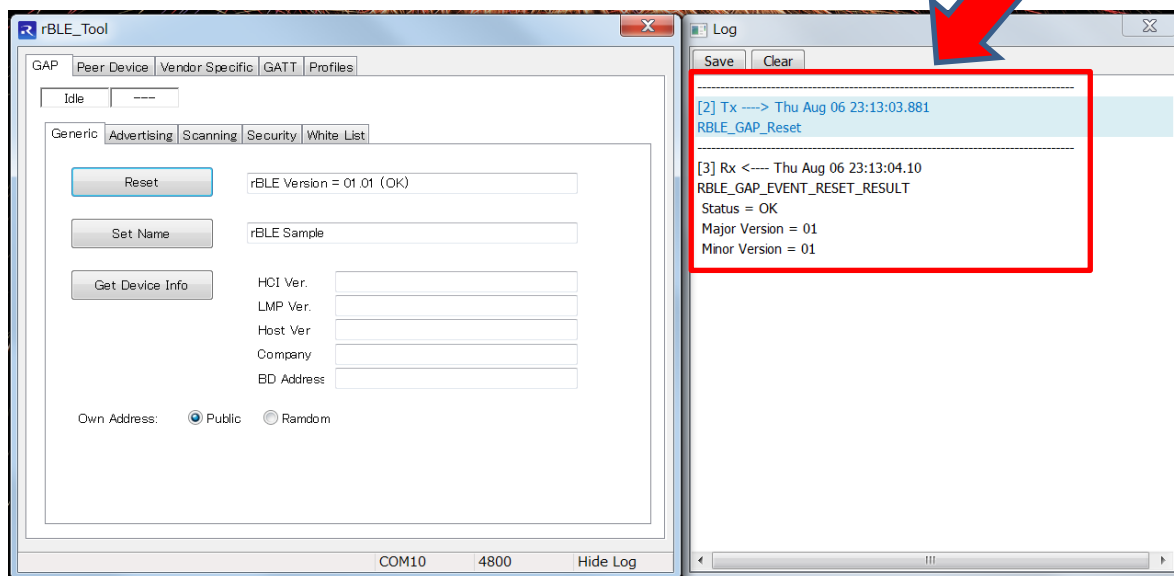 rBLE_Tool
GAP
Peer Device
Vendor Specific
GATT
Profiles
Idle
---
Generic
Advertising
Scanning
Security
White List
Reset
rBLE Version = 01.01 (OK)
Set Name
rBLE Sample
Get Device Info
HCI Ver.
LMP Ver.
Host Ver
Company
BD Address
Own Address:
Public
Ramdom
COM10
4800
Hide Log
Log
Save
Clear
[2] Tx ----> Thu Aug 06 23:13:03.881
RBLE_GAP_Reset
[3] Rx <---- Thu Aug 06 23:13:04.10
RBLE_GAP_EVENT_RESET_RESULT
Status = OK
Major Version = 01
Minor Version = 01